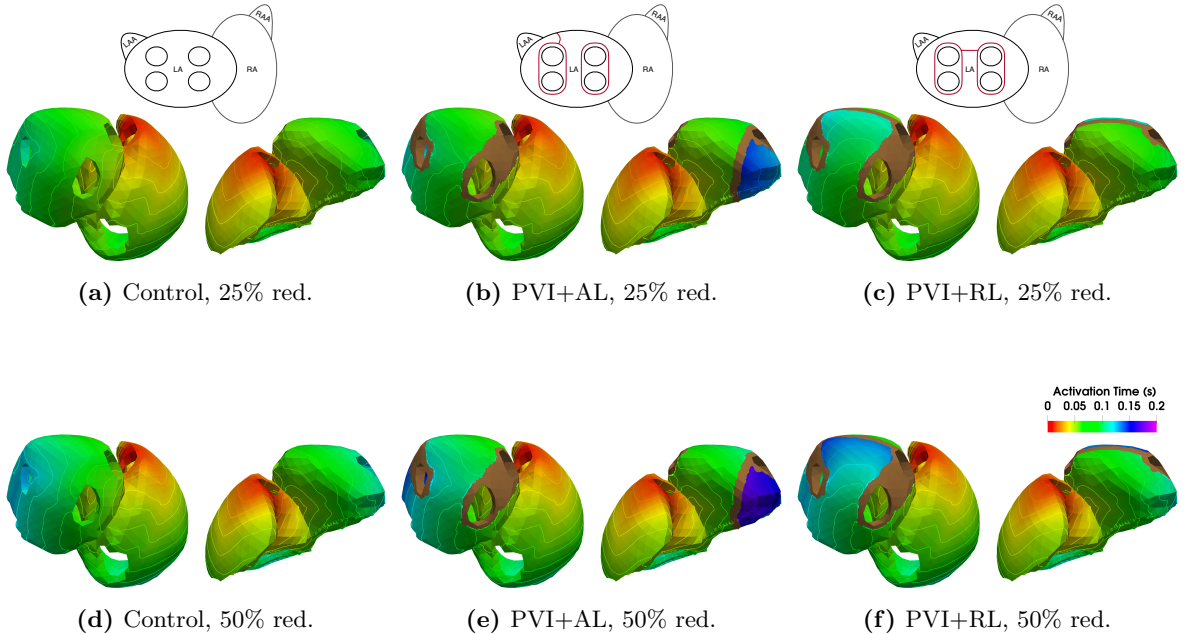 LAA
LA
RAA
RA
LAA
LA
RAA
RA
LAA
LA
RAA
RA
(a) Control, 25% red.
(b) PVI+AL, 25% red.
(c) PVI+RL, 25% red.
Activation Time (s)
0 0.05 0.1 0.15 0.2
(d) Control, 50% red.
(e) PVI+AL, 50% red.
(f) PVI+RL, 50% red.